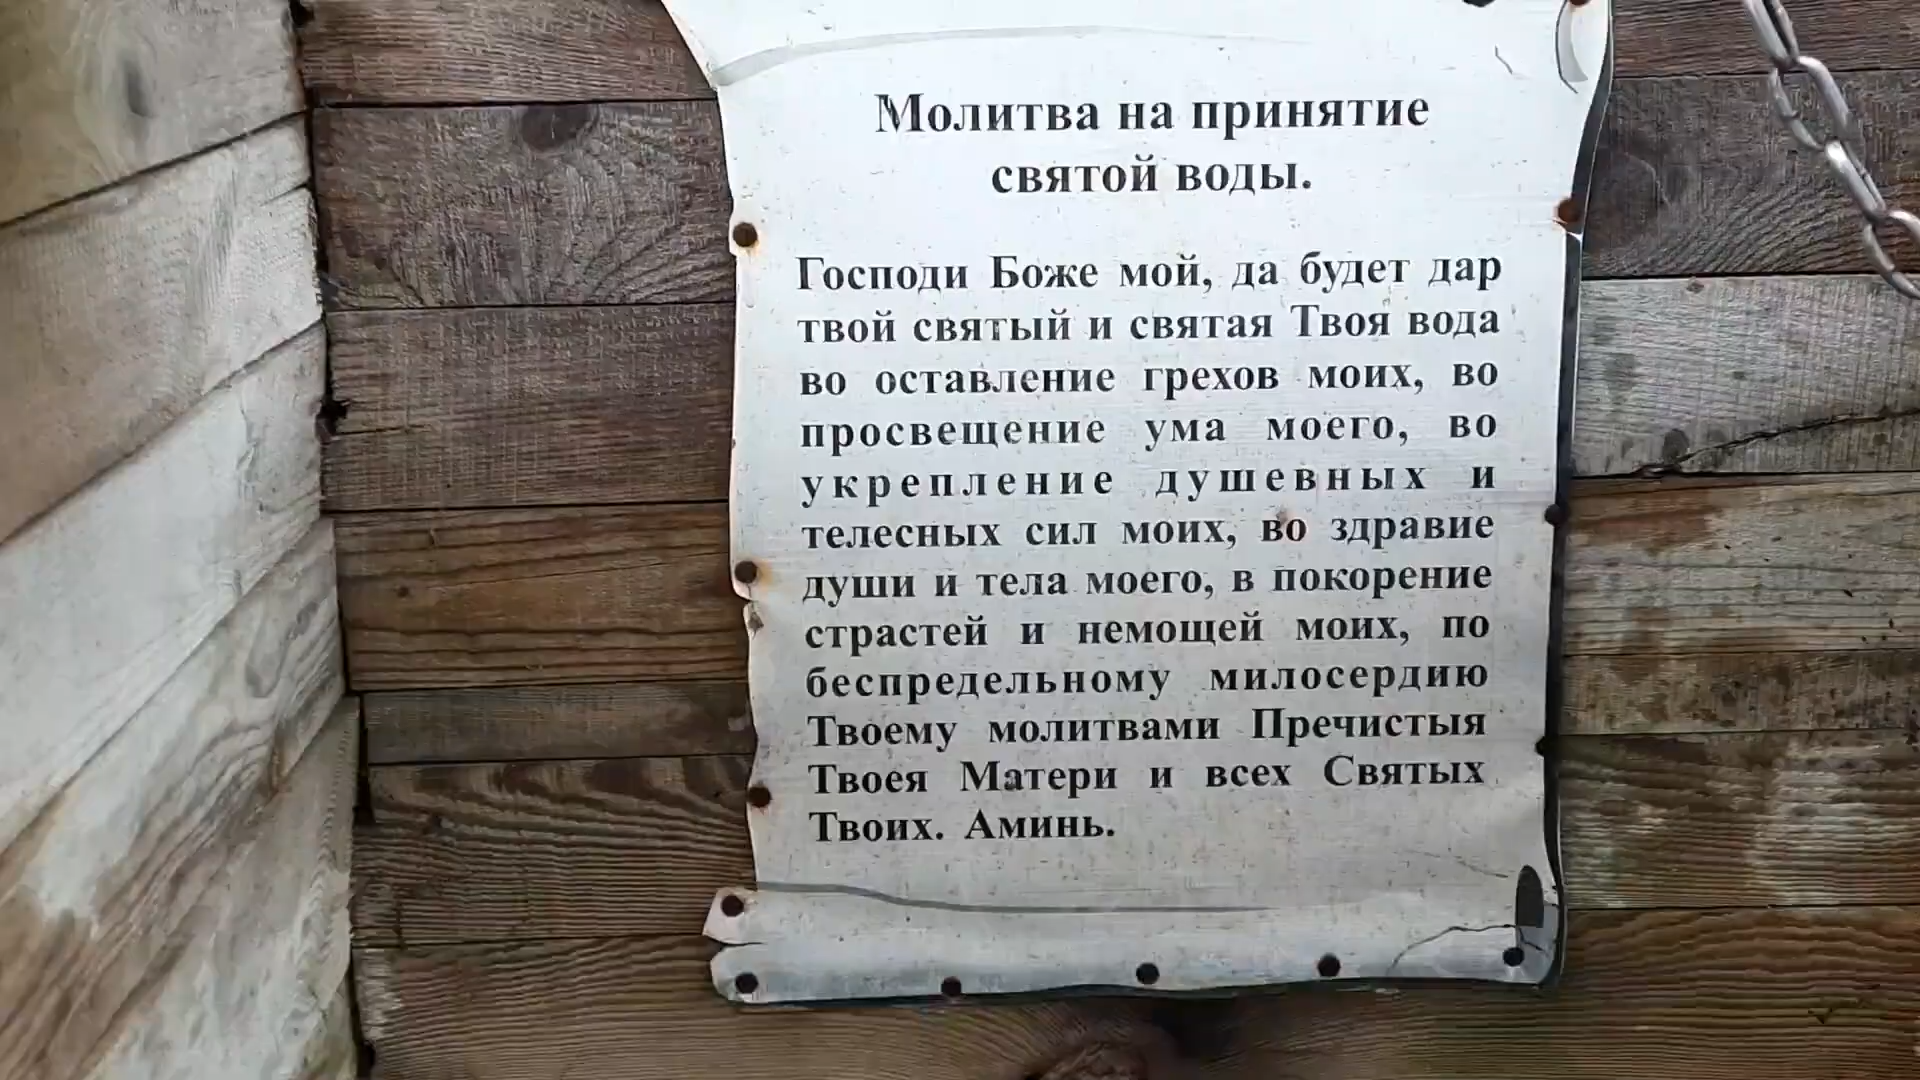 Молитва на принятие
святой воды.
Господи Боже мой, да будет дар
твой святый и святая Твоя вода
во оставление грехов моих, во
просвещение ума моего, во
укрепление душевных и
телесных сил моих, во здравие
души и тела моего, в покорение
страстей и немощей моих, по
беспредельному милосердию
Твоему молитвами Пречистыя
Твоея Матери и всех Святых
Твоих. Аминь.